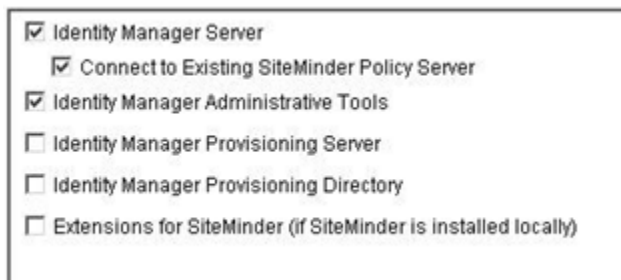 Identity Manager Server
Connect to Existing SiteMinder Policy Server
Identity Manager Administrative Tools
Identity Manager Provisioning Server
Identity Manager Provisioning Directory
Extensions for SiteMinder (if SiteMinder is installed locally)